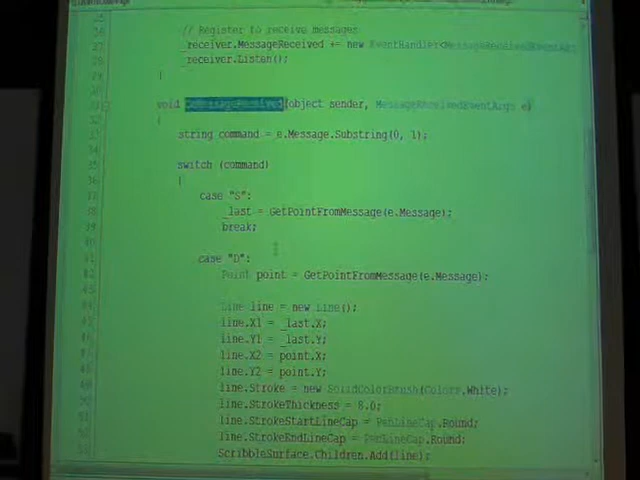 // Register to receive messages
_receiver.MessageReceived += new EventHandler<MessageReceivedEventArg
_receiver.Listen();
}
void OnMessageReceived(object sender, MessageReceivedEventArgs e)
{
string command = e.Message.Substring(0, 1);
switch (command)
{
case "S":
_last = GetPointFromMessage(e.Message);
break;
case "D":
Point point = GetPointFromMessage(e.Message);
Line line = new Line();
line.X1 = _last.X;
line.Y1 = _last.Y;
line.X2 = point.X;
line.Y2 = point.Y;
line.Stroke = new SolidColorBrush(Colors.White);
line.StrokeThickness = 8.0;
line.StrokeStartLineCap = PenLineCap.Round;
line.StrokeEndLineCap = PenLineCap.Round;
ScribbleSurface.Children.Add(line);